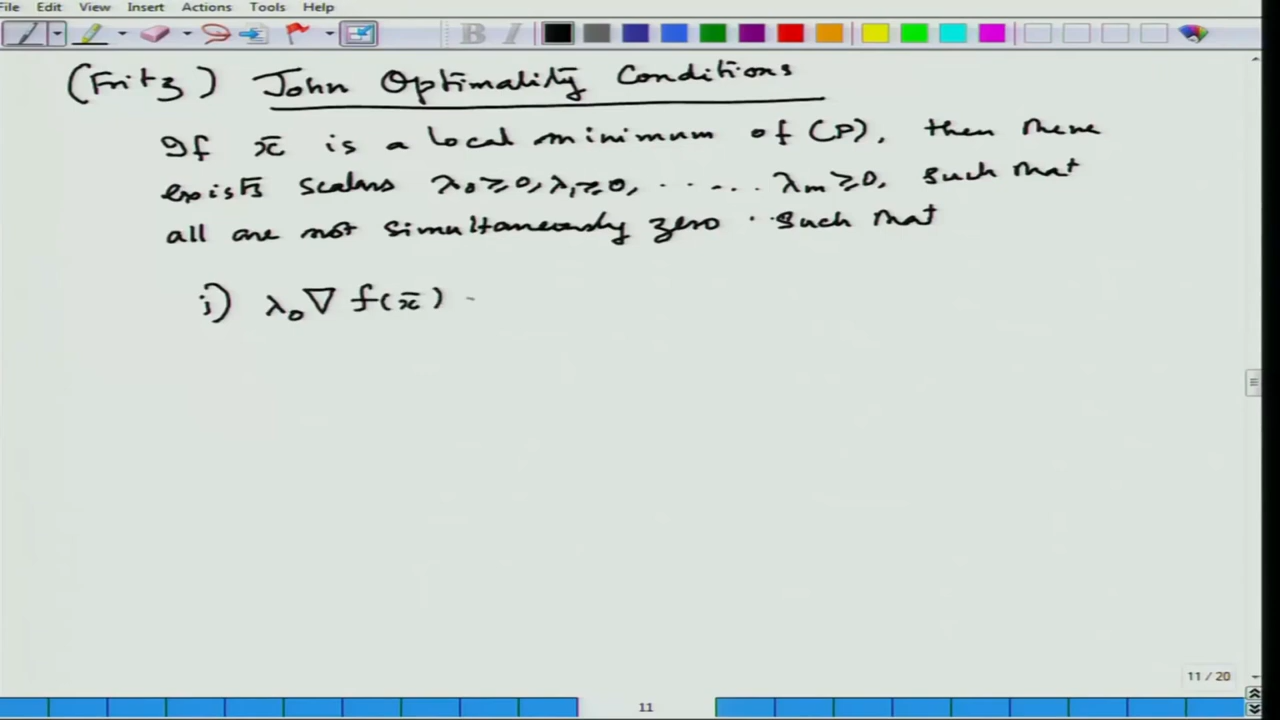 File Edit View Insert Actions Tools Help
B I
(Fritz) John Optimality Conditions
If x̄ is a local minimum of (P), then there
exists scalars λ₀ ≥ 0, λ₁ ≥ 0, ...... λm ≥ 0, such that
all are not simultaneously zero . such that
i) λ₀ ∇ f(x̄)
11 / 20
11